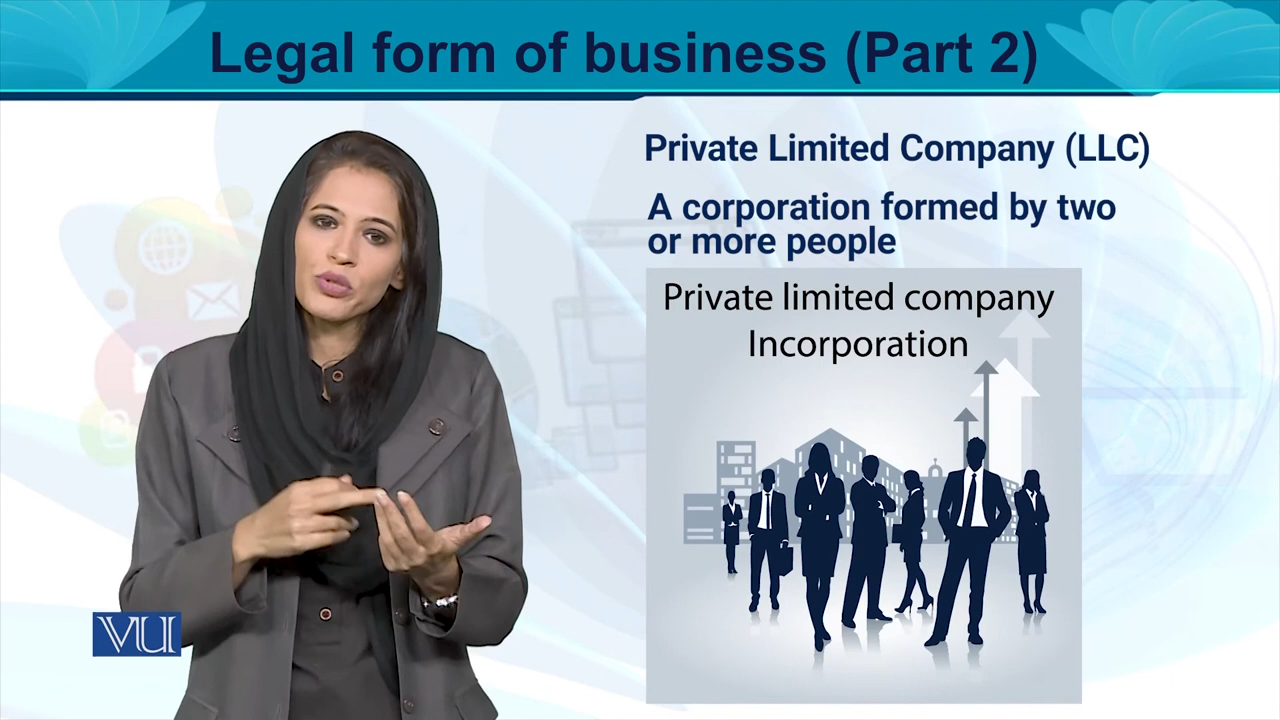 Legal form of business (Part 2)
Private Limited Company (LLC)
A corporation formed by two
or more people
Private limited company
Incorporation
VU